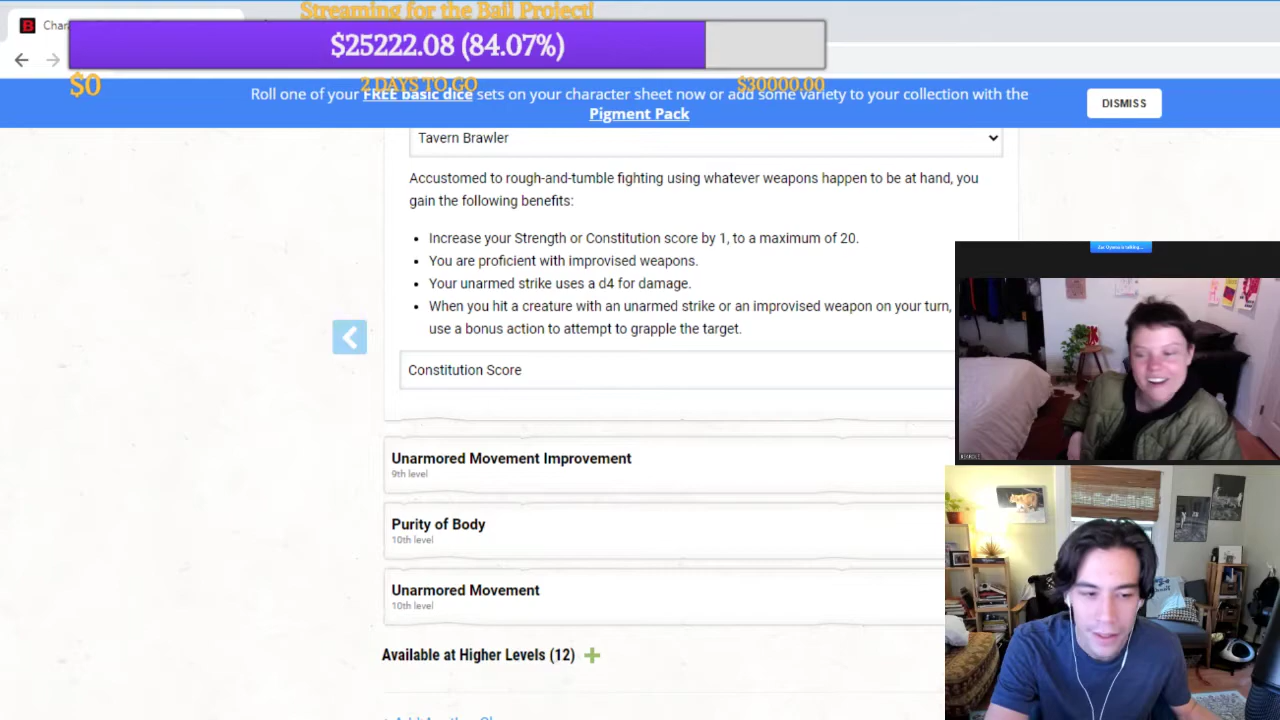 Streaming for the Bail Project!
Char
$25222.08 (84.07%)
$0
2 DAYS TO GO
$30000.00
Roll one of your FREE basic dice sets on your character sheet now or add some variety to your collection with the
Pigment Pack
DISMISS
Tavern Brawler
Accustomed to rough-and-tumble fighting using whatever weapons happen to be at hand, you
gain the following benefits:
Increase your Strength or Constitution score by 1, to a maximum of 20.
You are proficient with improvised weapons.
Your unarmed strike uses a d4 for damage.
When you hit a creature with an unarmed strike or an improvised weapon on your turn,
use a bonus action to attempt to grapple the target.
Constitution Score
Unarmored Movement Improvement
9th level
Purity of Body
10th level
Unarmored Movement
10th level
Available at Higher Levels (12)